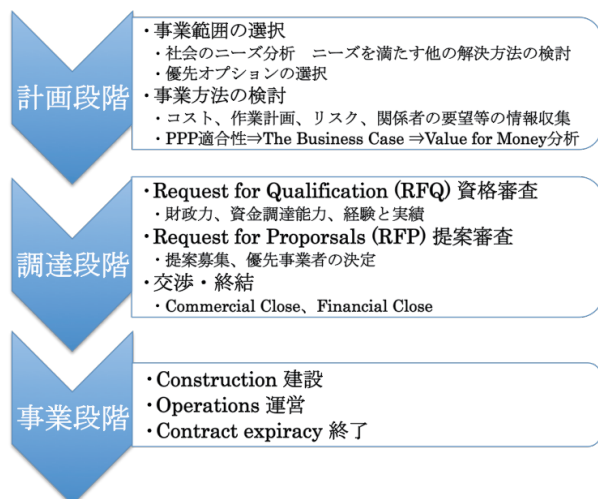 計画段階
・事業範囲の選択
・社会のニーズ分析　ニーズを満たす他の解決方法の検討
・優先オプションの選択
・事業方法の検討
・コスト、作業計画、リスク、関係者の要望等の情報収集
・PPP適合性⇒The Business Case ⇒Value for Money分析
調達段階
・Request for Qualification (RFQ) 資格審査
・財政力、資金調達能力、経験と実績
・Request for Proporsals (RFP) 提案審査
・提案募集、優先事業者の決定
・交渉・終結
・Commercial Close、Financial Close
事業段階
・Construction 建設
・Operations 運営
・Contract expiracy 終了